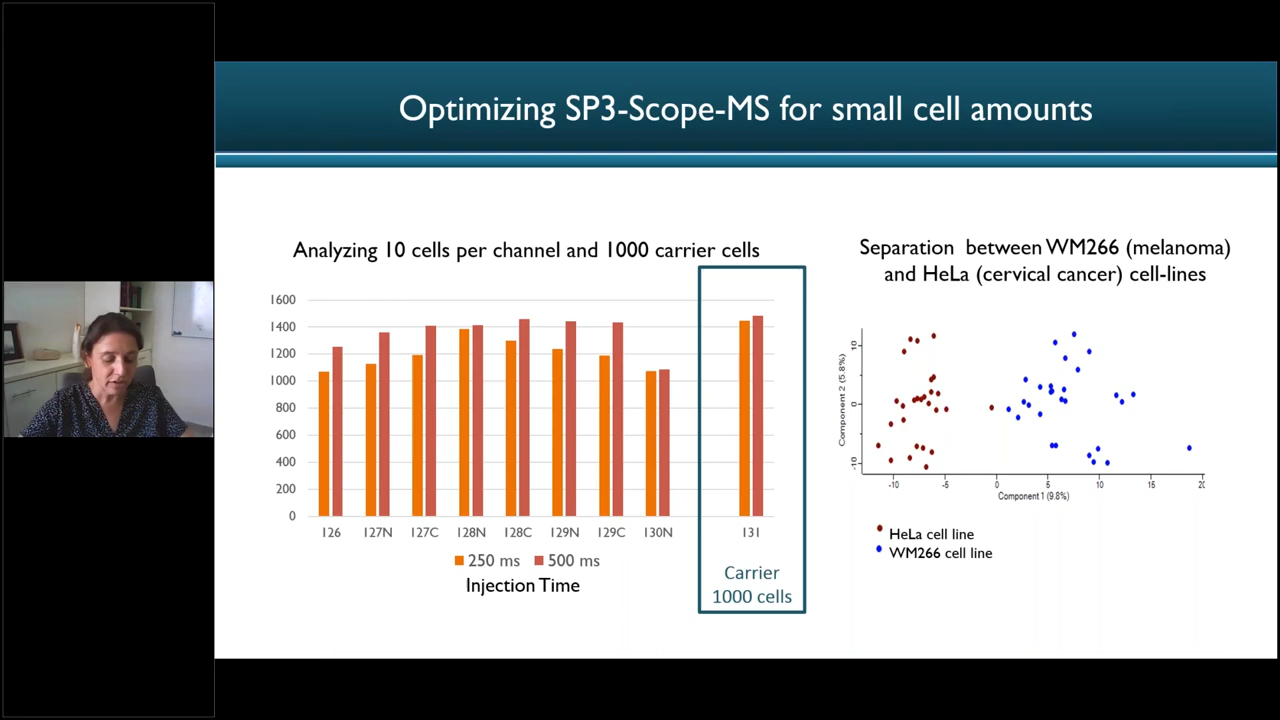 Optimizing SP3-Scope-MS for small cell amounts
Analyzing 10 cells per channel and 1000 carrier cells
1600
1400
1200
1000
800
600
400
200
0
126 127N 127C 128N 128C 129N 129C 130N 131
250 ms 500 ms
Injection Time
Carrier
1000 cells
Separation between WM266 (melanoma)
and HeLa (cervical cancer) cell-lines
Component 2 (5.8%)
10
0
-10
-10 -5 0 5 10 15 20
Component 1 (9.8%)
HeLa cell line
WM266 cell line